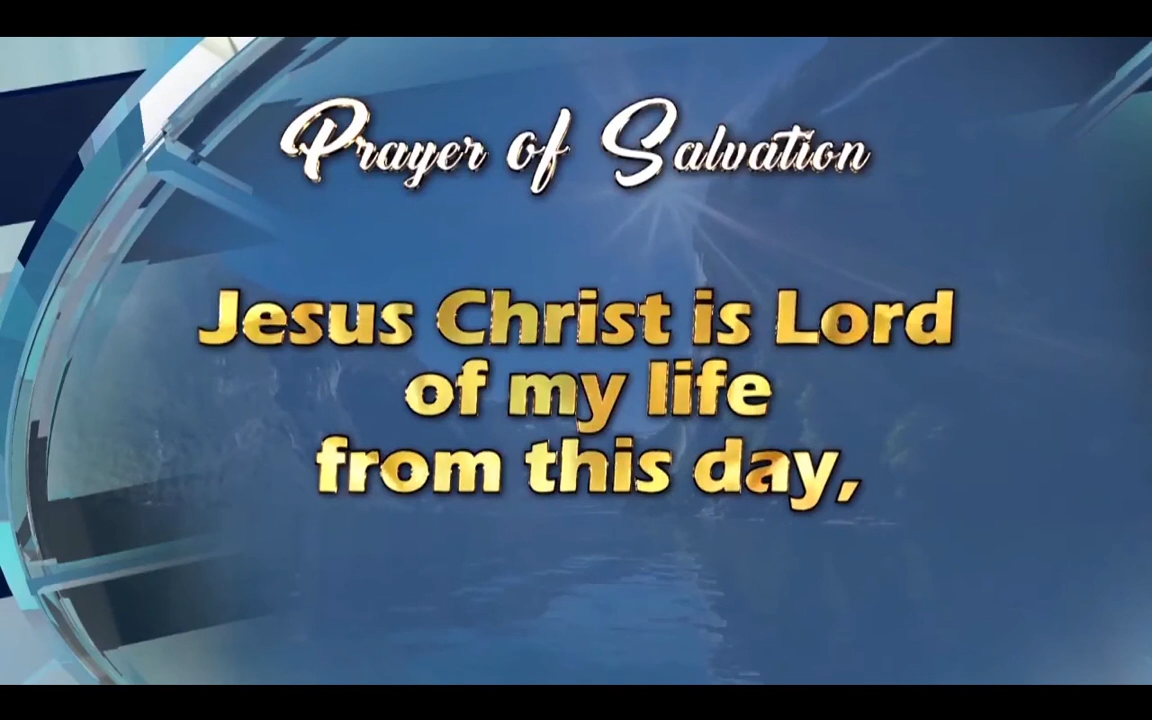 Prayer of Salvation
Jesus Christ is Lord
of my life
from this day,